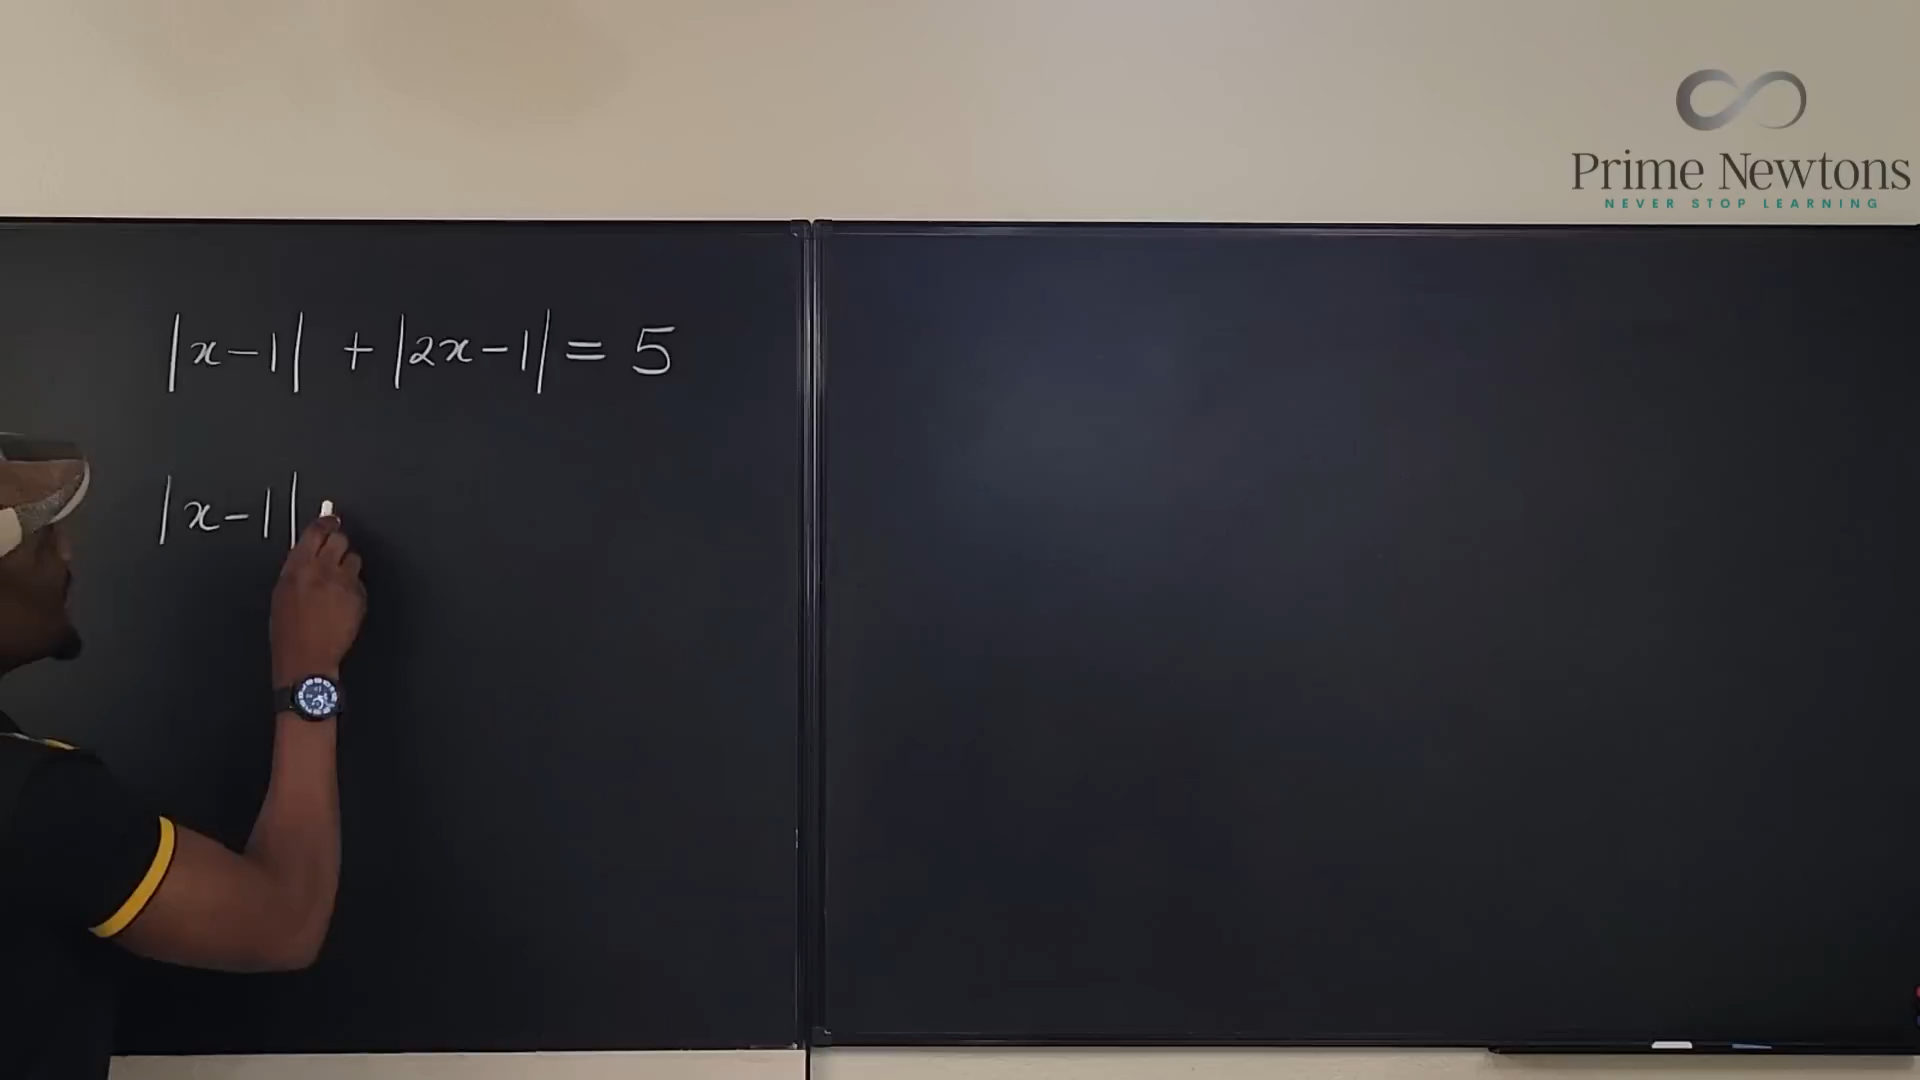 Prime Newtons
NEVER STOP LEARNING
|x-1| + |2x-1| = 5
|x-1|